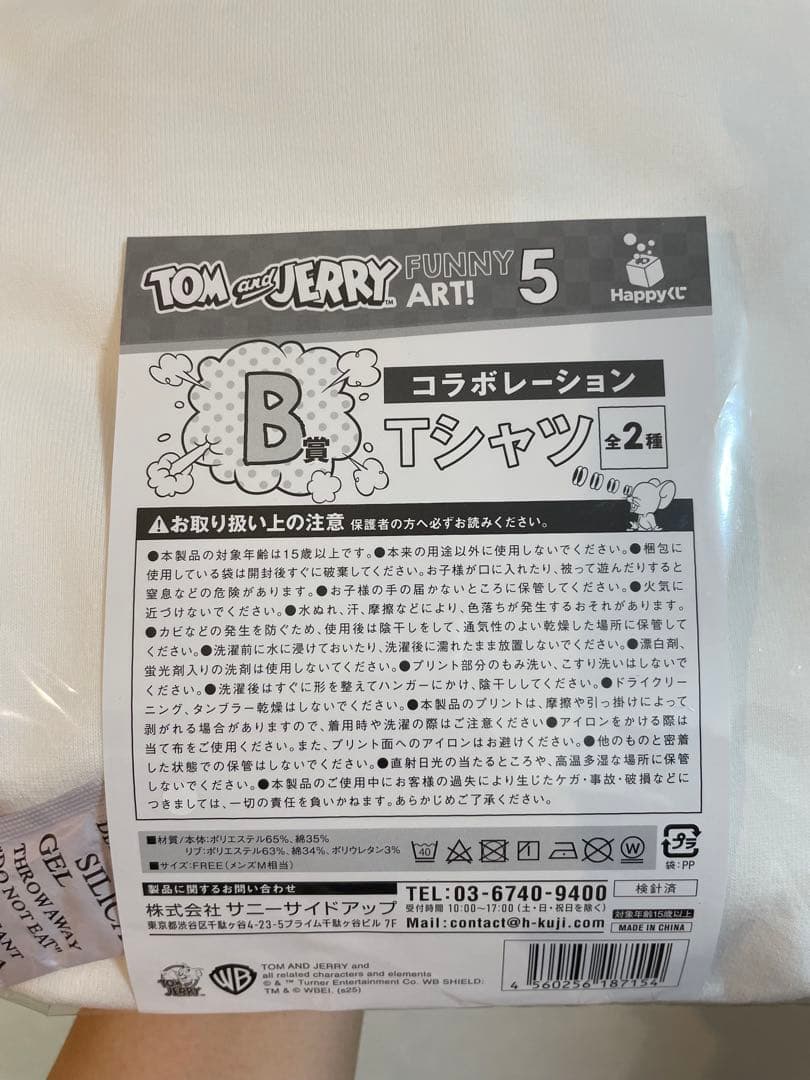 TOM and JERRY™ FUNNY ART! 5
Happyくじ
B賞
コラボレーション
Tシャツ 全2種
お取り扱い上の注意 保護者の方へ必ずお読みください。
●本製品の対象年齢は15歳以上です。●本来の用途以外に使用しないでください。●梱包に
使用している袋は開封後すぐに破棄してください。お子様が口に入れたり、被って遊んだりすると
窒息などの危険があります。●お子様の手の届かないところに保管してください。●火気に
近づけないでください。●水ぬれ、汗、摩擦などにより、色落ちが発生するおそれがあります。
●カビなどの発生を防ぐため、使用後は陰干しをして、通気性のよい乾燥した場所に保管して
ください。●洗濯前に水に浸けておいたり、洗濯後に濡れたまま放置しないでください。●漂白剤、
蛍光剤入りの洗剤は使用しないでください。●プリント部分のもみ洗い、こすり洗いはしないで
ください。●洗濯後はすぐに形を整えてハンガーにかけ、陰干ししてください。●ドライクリ
ーニング、タンブラー乾燥はしないでください。●本製品のプリントは、摩擦や引っ掛けによって
剥がれる場合がありますので、着用時や洗濯の際はご注意ください●アイロンをかける際は
当て布をご使用ください。また、プリント面へのアイロンはお避けください。●他のものと密着
した状態での保管はしないでください。●直射日光の当たるところや、高温多湿な場所に保管
しないでください。●本製品のご使用中にお客様の過失により生じたケガ・事故・破損などに
つきましては、一切の責任を負いかねます。あらかじめご了承ください。
■材質/本体:ポリエステル65%、綿35%
リブ:ポリエステル63%、綿34%、ポリウレタン3%
■サイズ:FREE(メンズM相当)
40
W
プラ
袋:PP
製品に関するお問い合わせ
株式会社 サニーサイドアップ
東京都渋谷区千駄ヶ谷4-23-5プライム千駄ヶ谷ビル 7F
TEL:03-6740-9400
受付時間 10:00〜17:00 (土・日・祝日を除く)
Mail:contact@h-kuji.com
検針済
対象年齢15歳以上
MADE IN CHINA
TOM and JERRY
WB
TOM AND JERRY and
all related characters and elements
© & ™ Turner Entertainment Co. WB SHIELD:
TM & © WBEI. (s25)
4 560256 187154
GEL
THROW AWAY
"DO NOT EAT"